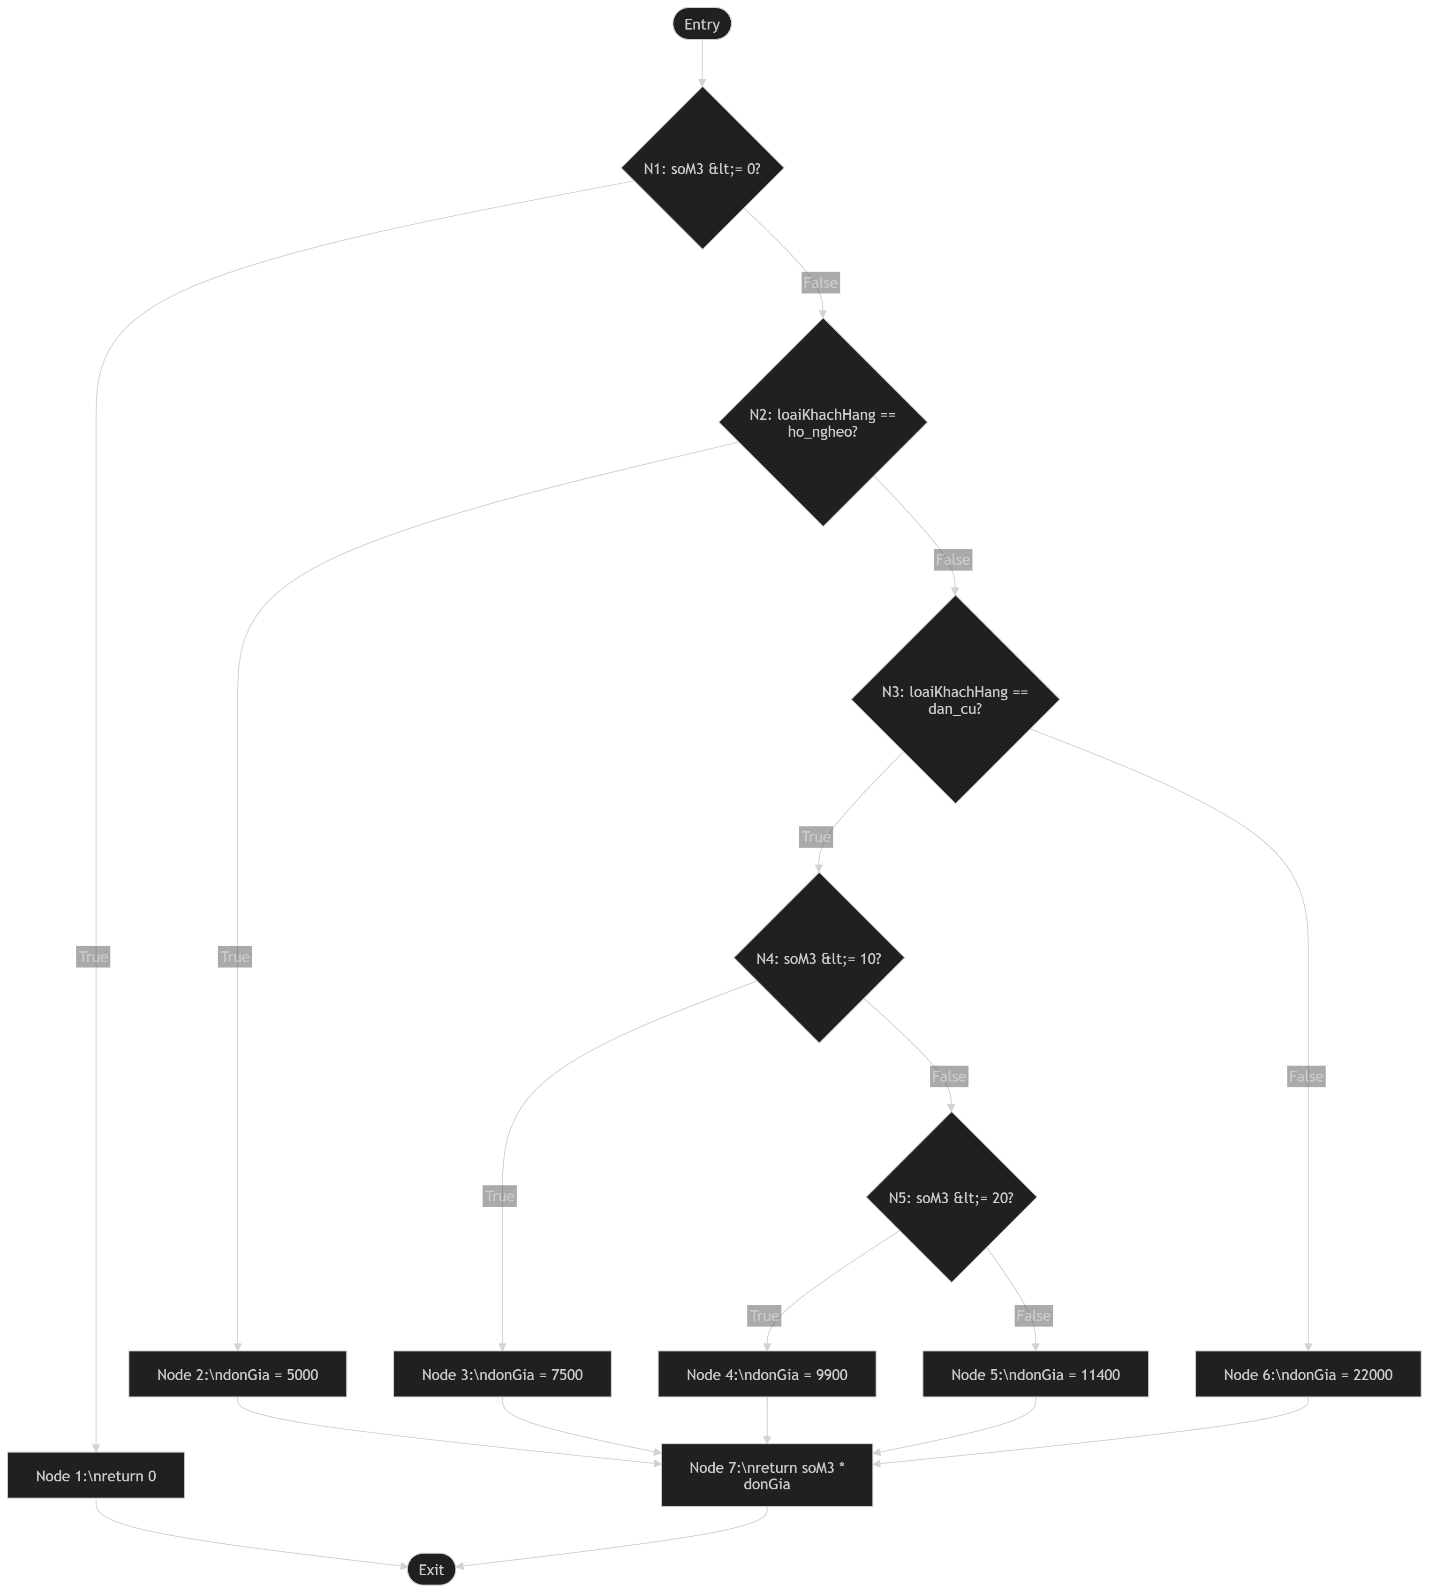 Entry
N1: soM3 &lt;= 0?
False
N2: loaiKhachHang ==
ho_ngheo?
False
N3: loaiKhachHang ==
dan_cu?
True
True
True
N4: soM3 &lt;= 10?
False
False
True
N5: soM3 &lt;= 20?
True
False
Node 2:\ndonGia = 5000
Node 3:\ndonGia = 7500
Node 4:\ndonGia = 9900
Node 5:\ndonGia = 11400
Node 6:\ndonGia = 22000
Node 1:\nreturn 0
Node 7:\nreturn soM3 *
donGia
Exit